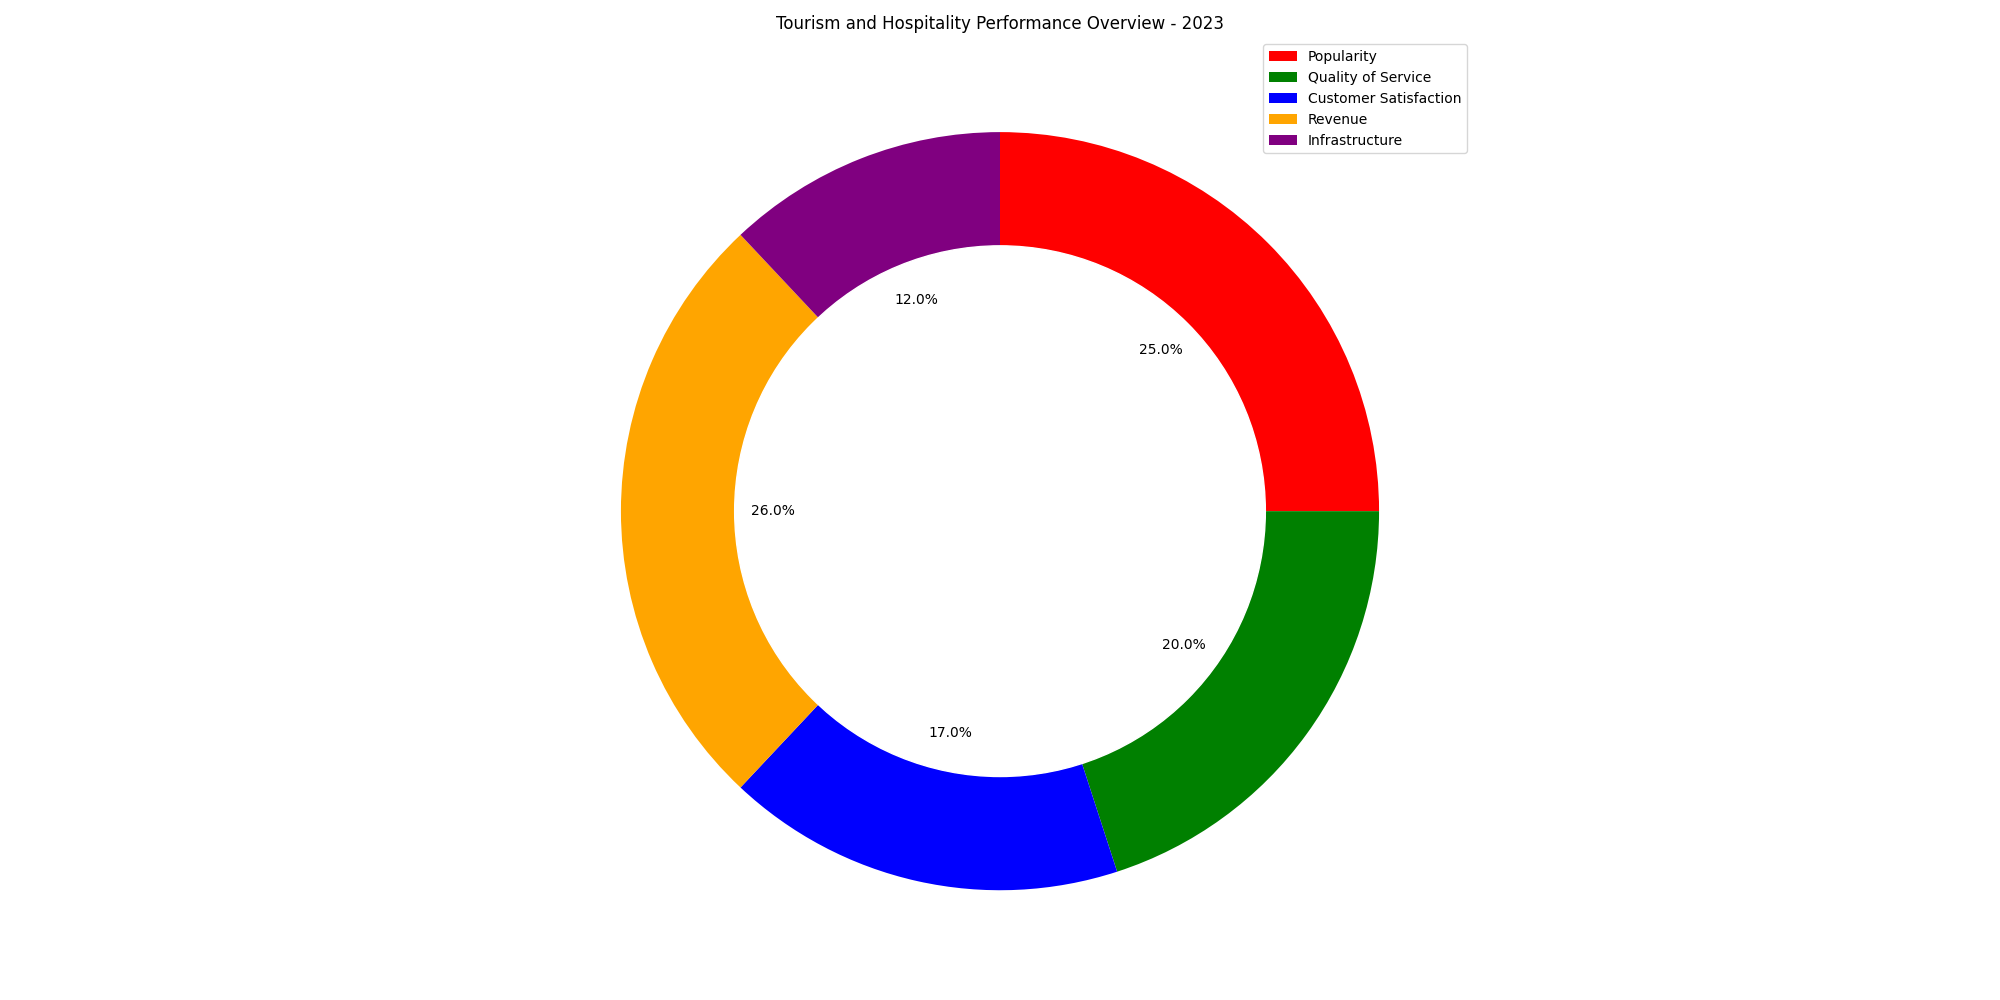 Tourism and Hospitality Performance Overview - 2023
Popularity
Quality of Service
Customer Satisfaction
Revenue
Infrastructure
12.0%
25.0%
26.0%
20.0%
17.0%